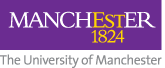 MANCHESTER
1824
The University of Manchester